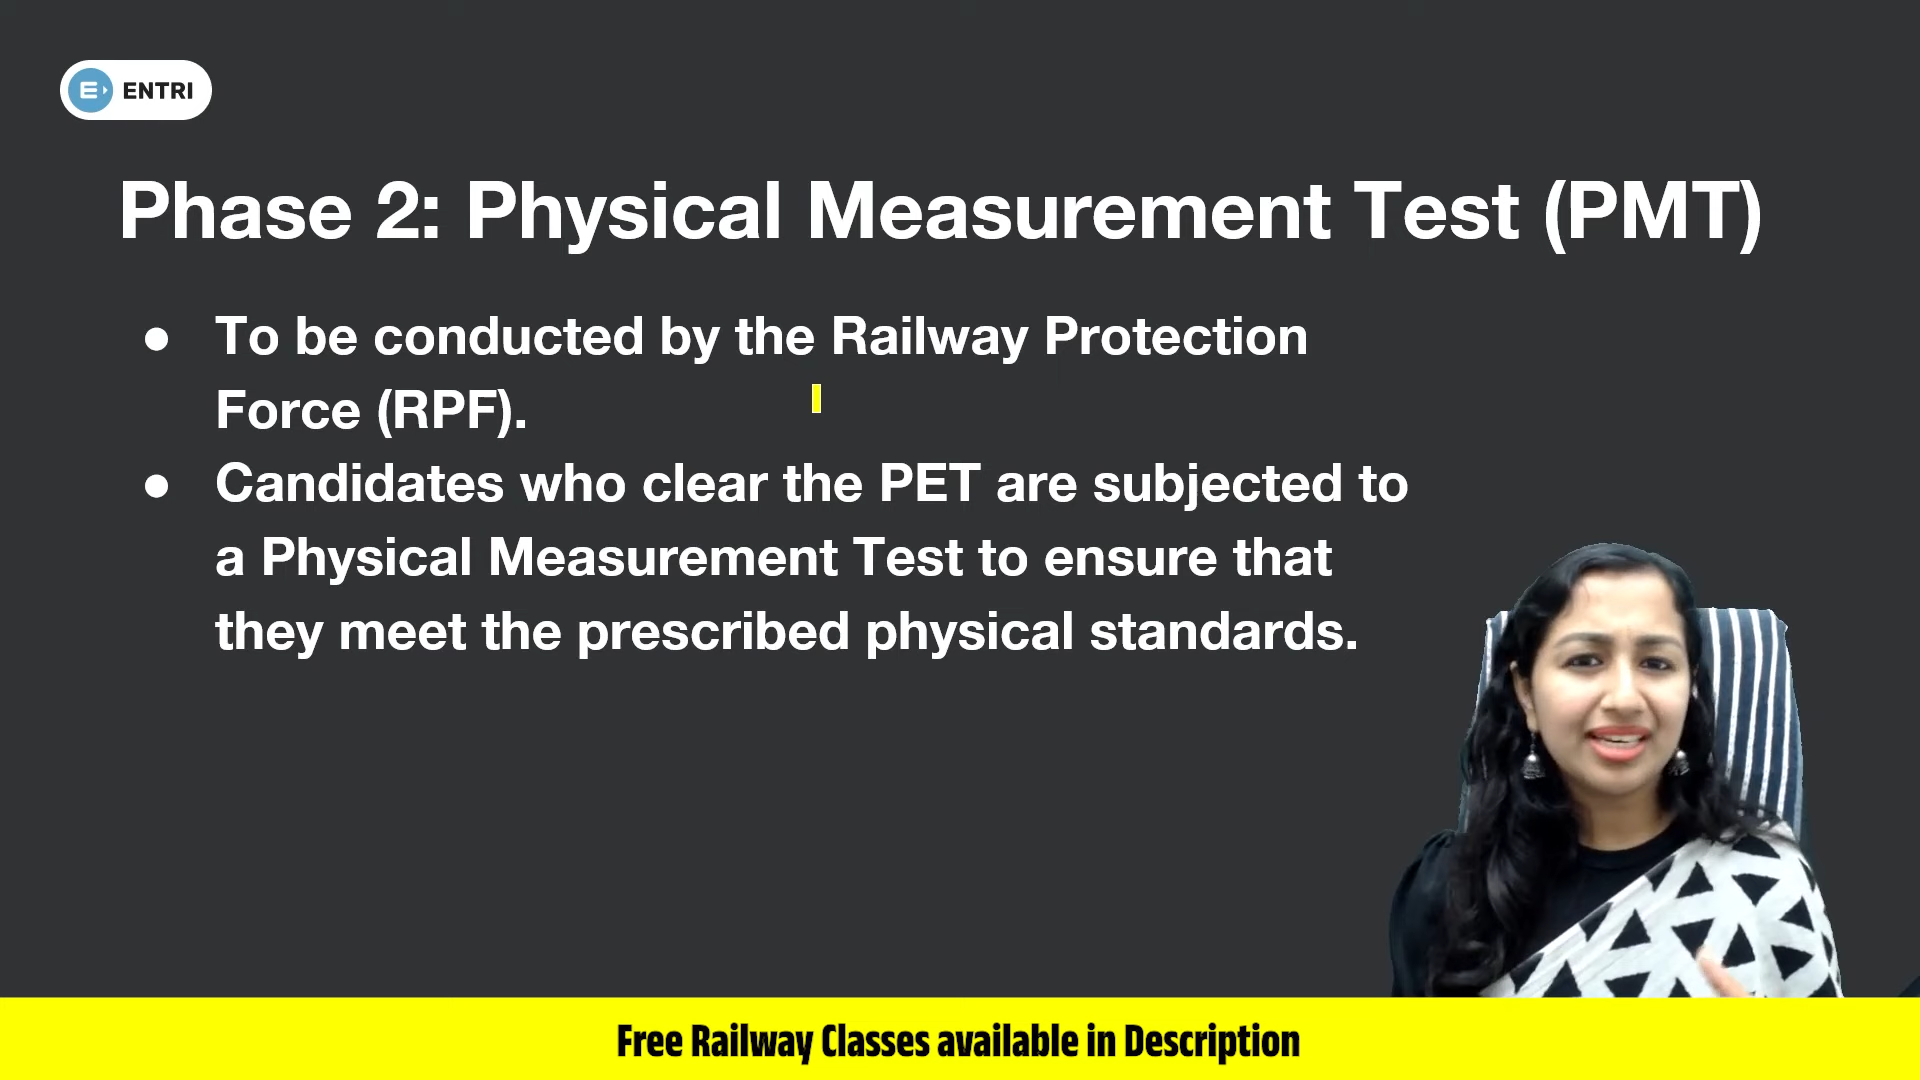 ENTRI
Phase 2: Physical Measurement Test (PMT)
● To be conducted by the Railway Protection
Force (RPF).
● Candidates who clear the PET are subjected to
a Physical Measurement Test to ensure that
they meet the prescribed physical standards.
Free Railway Classes available in Description